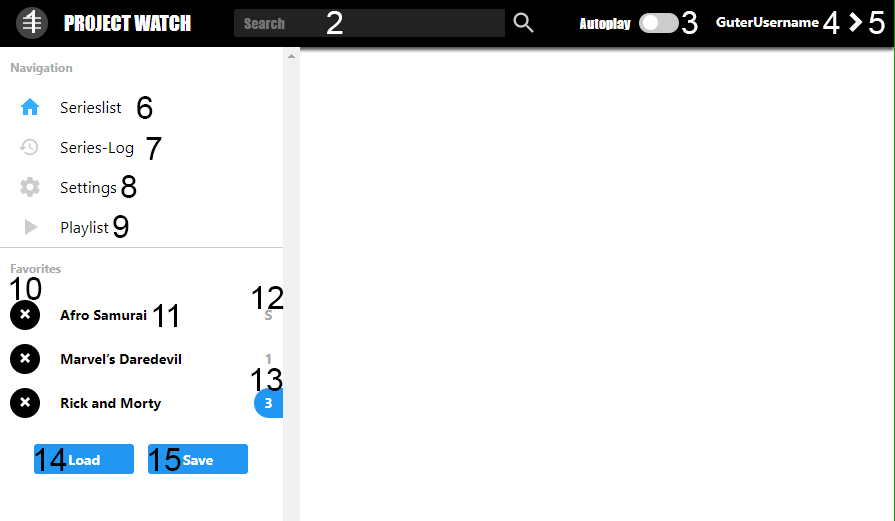 PROJECT WATCH Search 2 Autoplay 3 GuterUsername 4 5
Navigation
Serieslist 6
Series-Log 7
Settings 8
Playlist 9
Favorites
10 12
Afro Samurai 11 S
Marvel's Daredevil 1
13
Rick and Morty 3
14 Load 15 Save